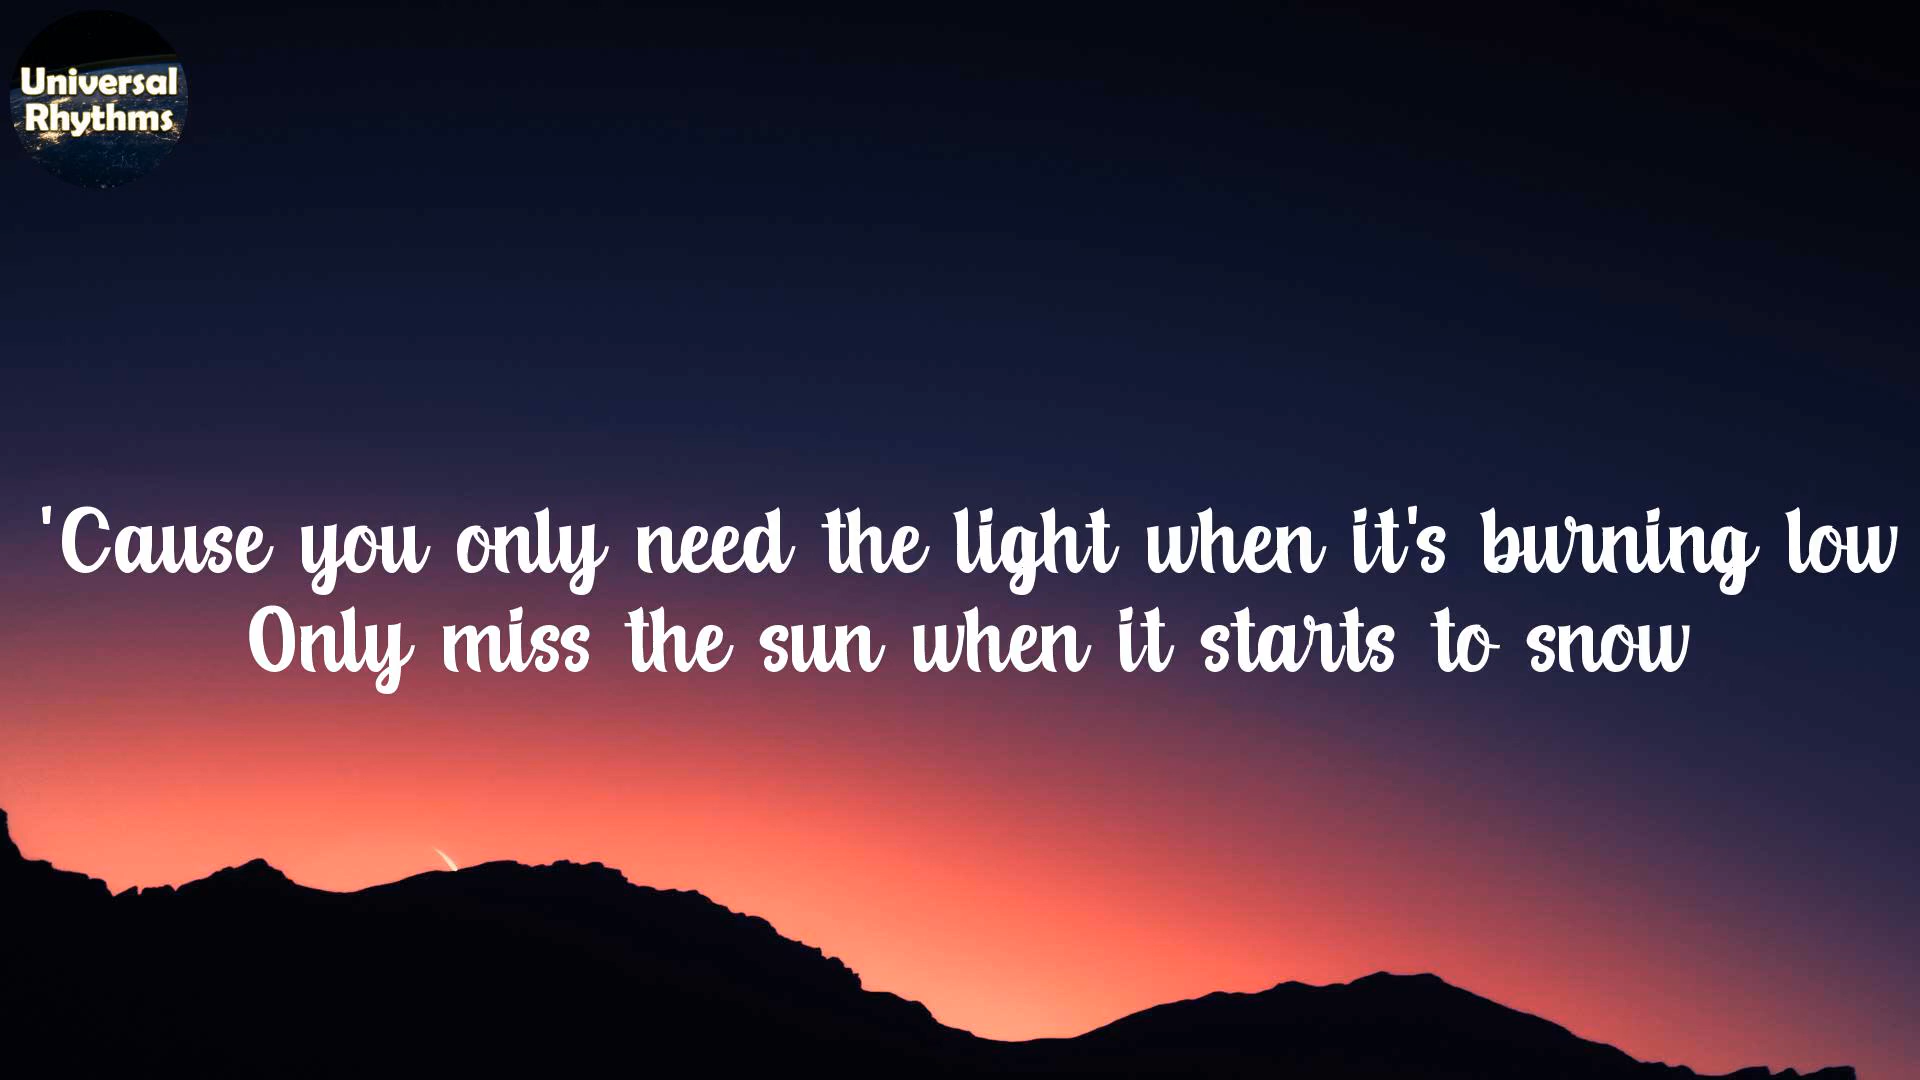 Universal
Rhythms
'Cause you only need the light when it's burning low
Only miss the sun when it starts to snow